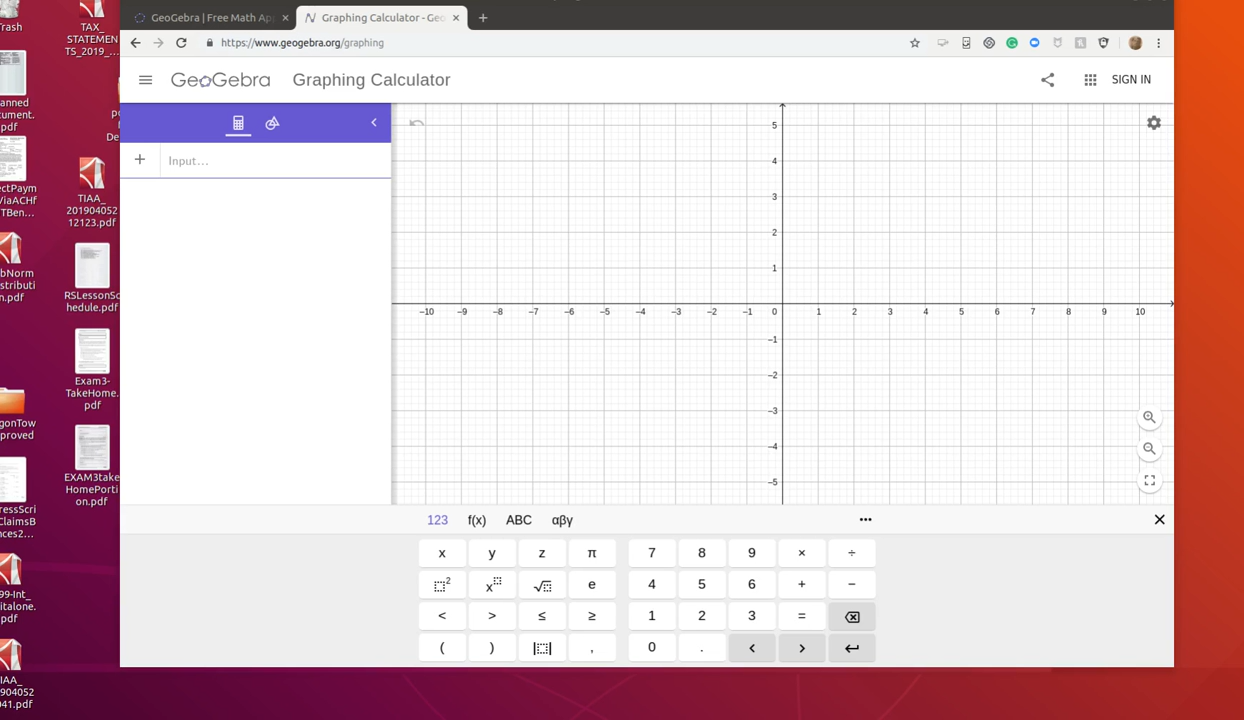 Trash
TAX_
STATEMEN
TS_2019_...
anned
cument.
pdf
De
ectPaym
ViaACHf
TBen...
TIAA_
201904052
12123.pdf
bNorm
stributi
n.pdf
RSLessonSc
hedule.pdf
Exam3-
TakeHome.
pdf
gonTow
proved
EXAM3take
HomePorti
on.pdf
ressScri
ClaimsB
nces2...
99-Int_
italone.
pdf
IAA_
904052
041.pdf
GeoGebra | Free Math Ap
Graphing Calculator - Geo
https://www.geogebra.org/graphing
GeoGebra
Graphing Calculator
SIGN IN
+ Input...
5
4
3
2
1
-10 -9 -8 -7 -6 -5 -4 -3 -2 -1 0 1 2 3 4 5 6 7 8 9 10
-1
-2
-3
-4
-5
123 f(x) ABC αβγ ...
x y z π 7 8 9 × ÷
2 x √ e 4 5 6 + −
< > ≤ ≥ 1 2 3 =
( ) | | , 0 . < >